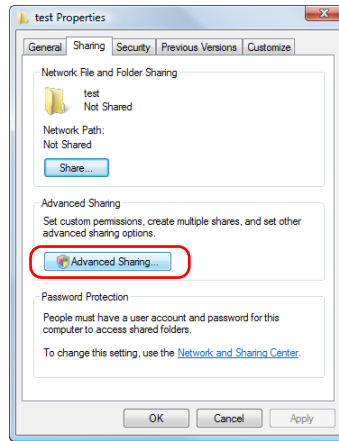 test Properties
General Sharing Security Previous Versions Customize
Network File and Folder Sharing
test
Not Shared
Network Path:
Not Shared
Share...
Advanced Sharing
Set custom permissions, create multiple shares, and set other
advanced sharing options.
Advanced Sharing...
Password Protection
People must have a user account and password for this
computer to access shared folders.
To change this setting, use the Network and Sharing Center.
OK Cancel Apply